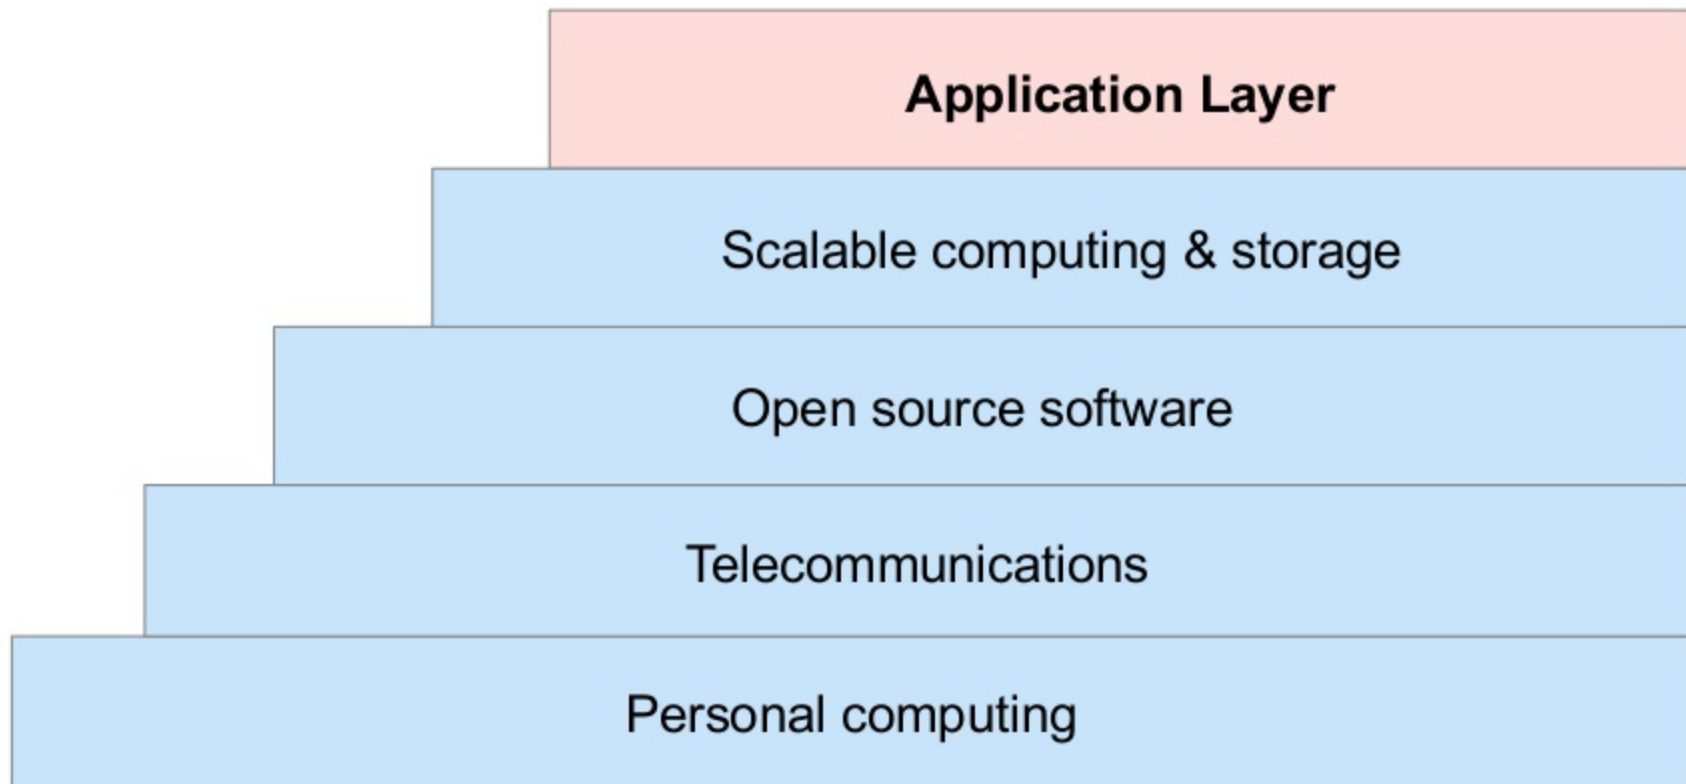 Application Layer
Scalable computing & storage
Open source software
Telecommunications
Personal computing